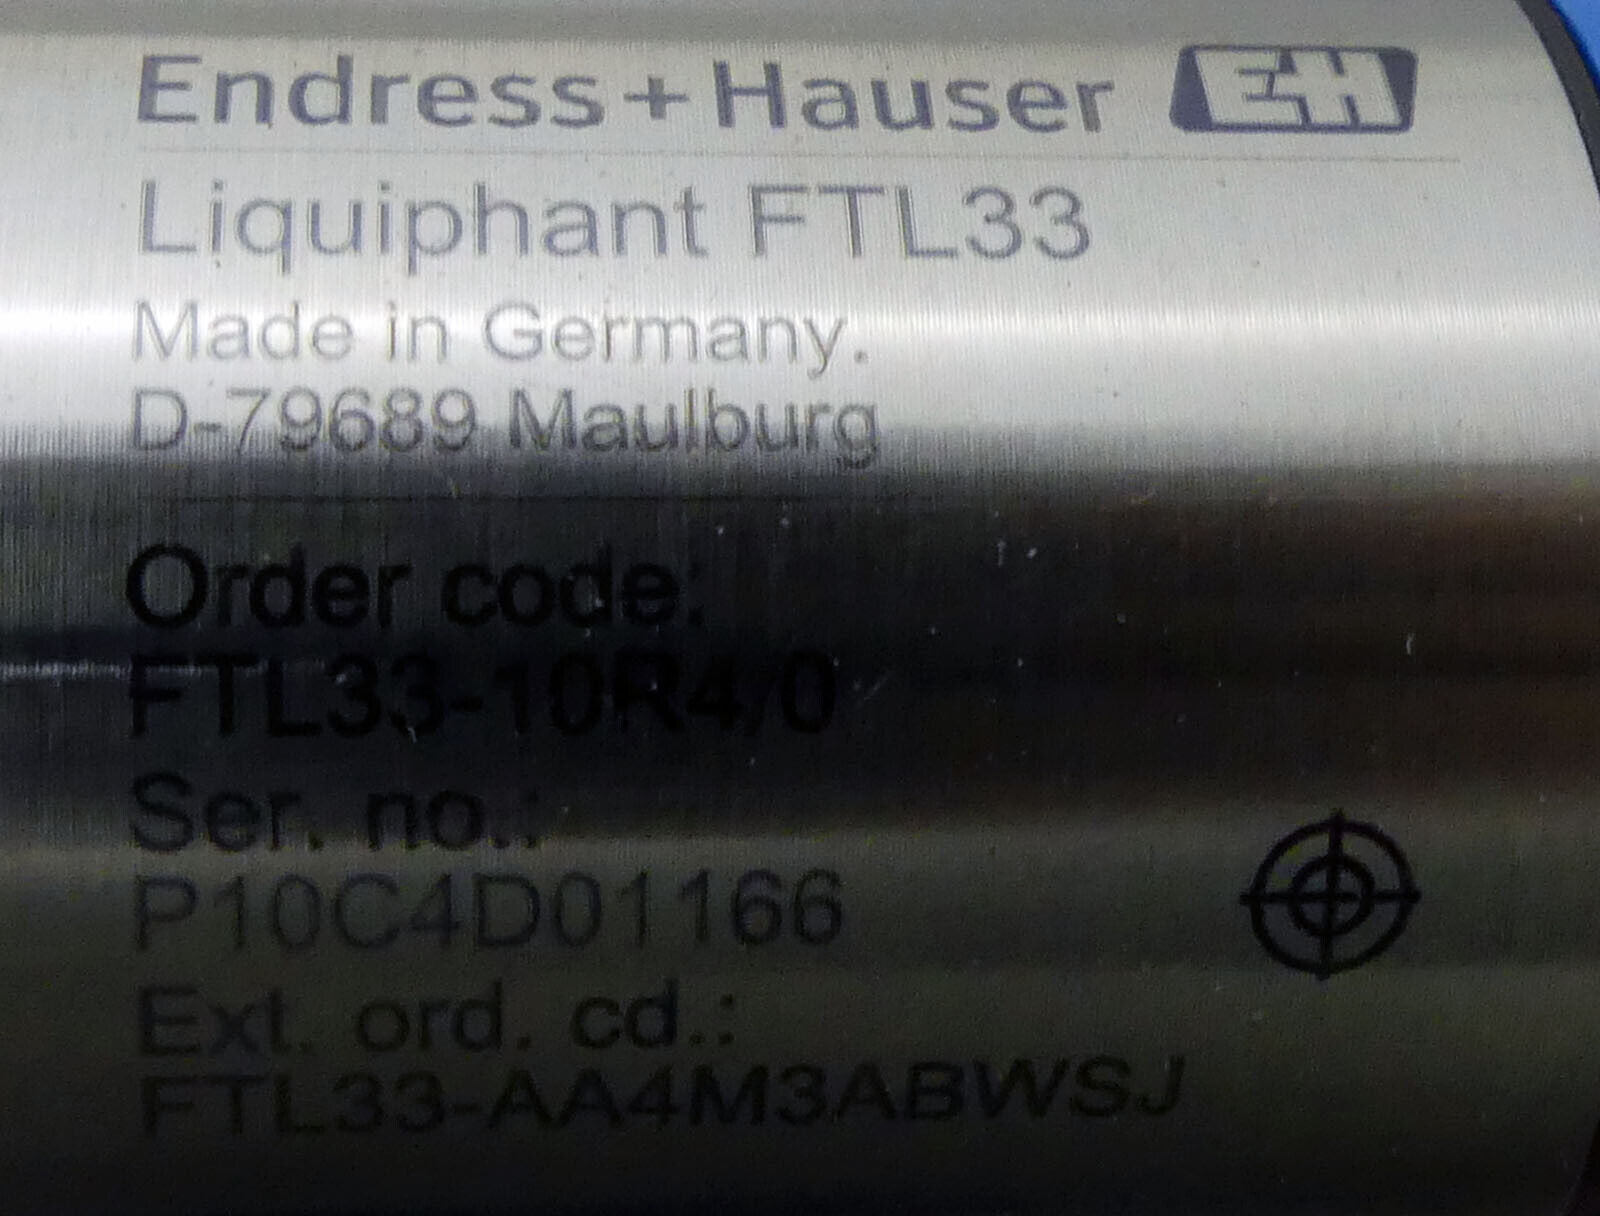 Endress+Hauser EH
Liquiphant FTL33
Made in Germany.
D-79689 Maulburg
Order code:
FTL33-10R4/0
Ser. no.:
P10C4D01166
Ext. ord. cd.:
FTL33-AA4M3ABWSJ